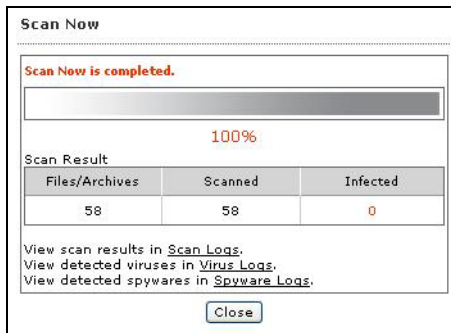 Scan Now
Scan Now is completed.
100%
Scan Result
Files/Archives Scanned Infected
58 58 0
View scan results in Scan Logs.
View detected viruses in Virus Logs.
View detected spywares in Spyware Logs.
Close